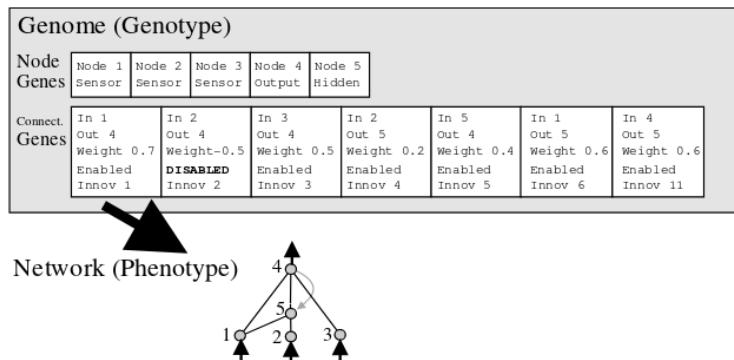 Genome (Genotype)
Node Genes
Node 1 Sensor
Node 2 Sensor
Node 3 Sensor
Node 4 Output
Node 5 Hidden
Connect. Genes
In 1
Out 4
Weight 0.7
Enabled
Innov 1
In 2
Out 4
Weight-0.5
DISABLED
Innov 2
In 3
Out 4
Weight 0.5
Enabled
Innov 3
In 2
Out 5
Weight 0.2
Enabled
Innov 4
In 5
Out 4
Weight 0.4
Enabled
Innov 5
In 1
Out 5
Weight 0.6
Enabled
Innov 6
In 4
Out 5
Weight 0.6
Enabled
Innov 11
Network (Phenotype)
4
5
1
2
3